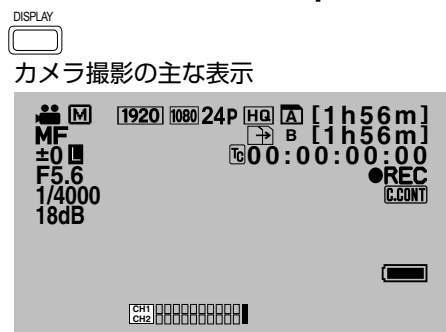 DISPLAY
カメラ撮影の主な表示
M 1920 1080 24P HQ A [1h56m]
MF B [1h56m]
±0 L TC 00:00:00:00
F5.6 ●REC
1/4000 C.CONT
18dB
CH1
CH2